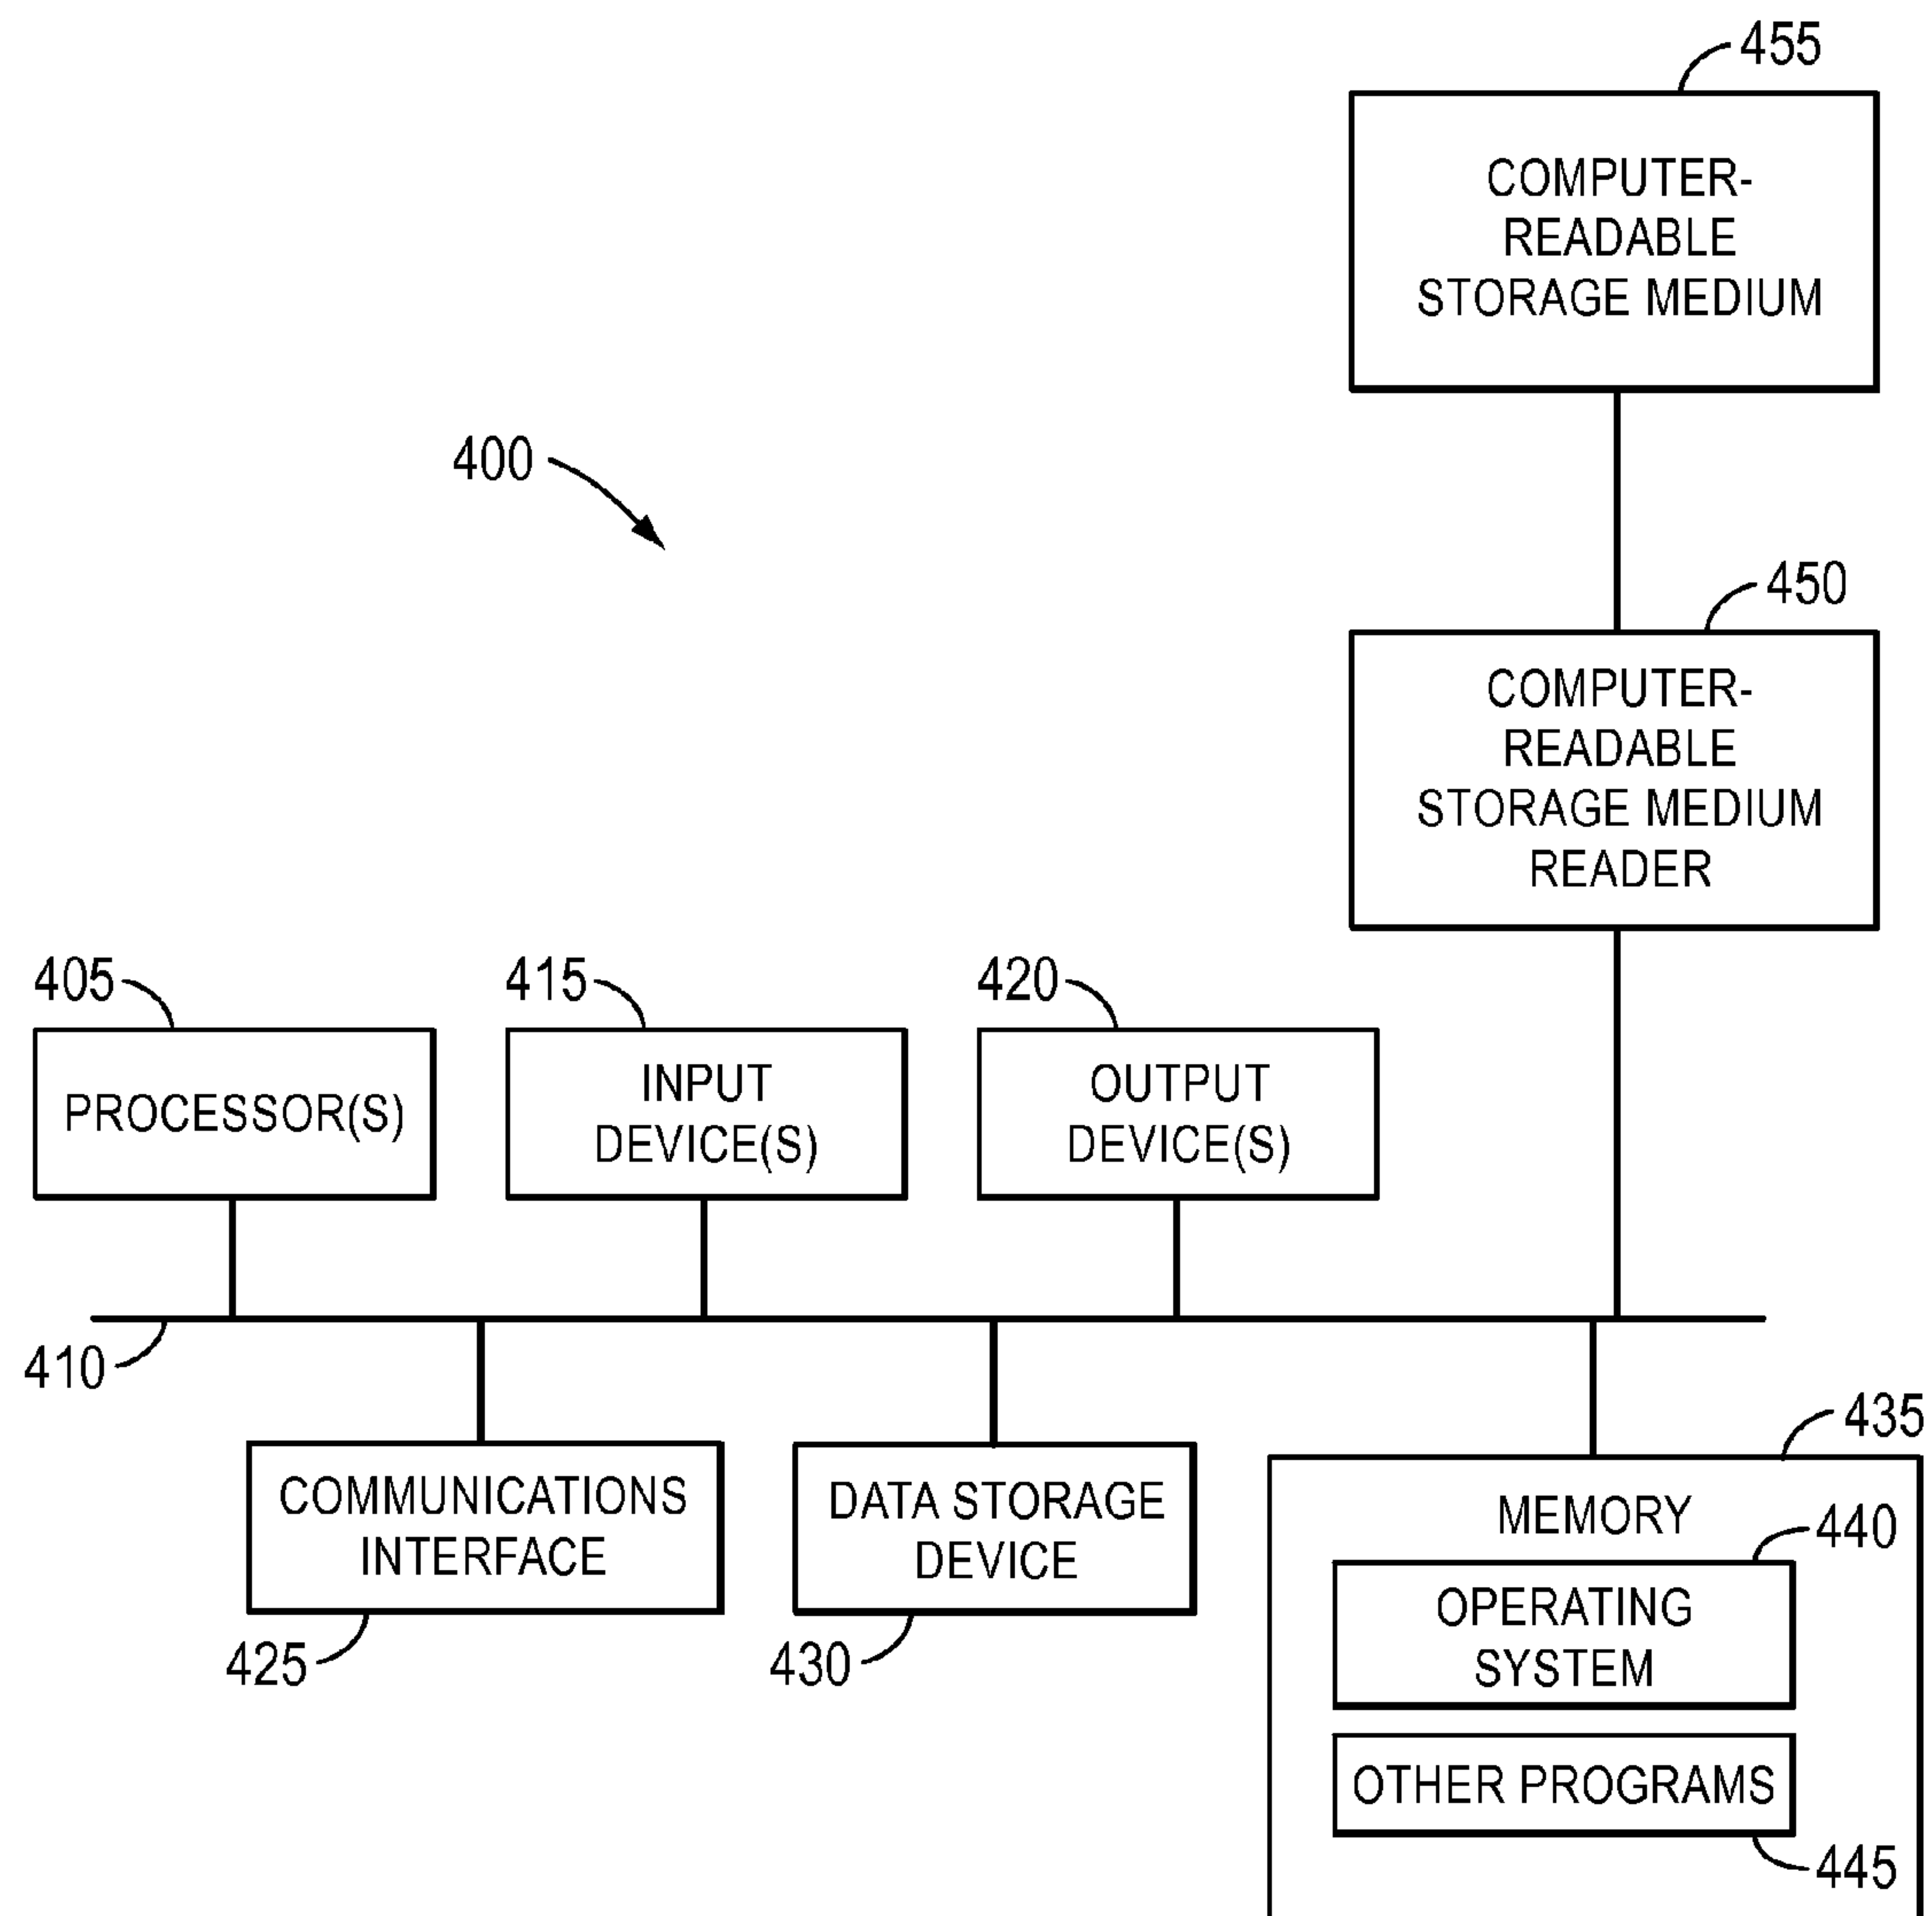 455
COMPUTER-
READABLE
STORAGE MEDIUM
400
450
COMPUTER-
READABLE
STORAGE MEDIUM
READER
405
PROCESSOR(S)
415
INPUT
DEVICE(S)
420
OUTPUT
DEVICE(S)
410
COMMUNICATIONS
INTERFACE
425
DATA STORAGE
DEVICE
430
435
MEMORY
440
OPERATING
SYSTEM
OTHER PROGRAMS
445